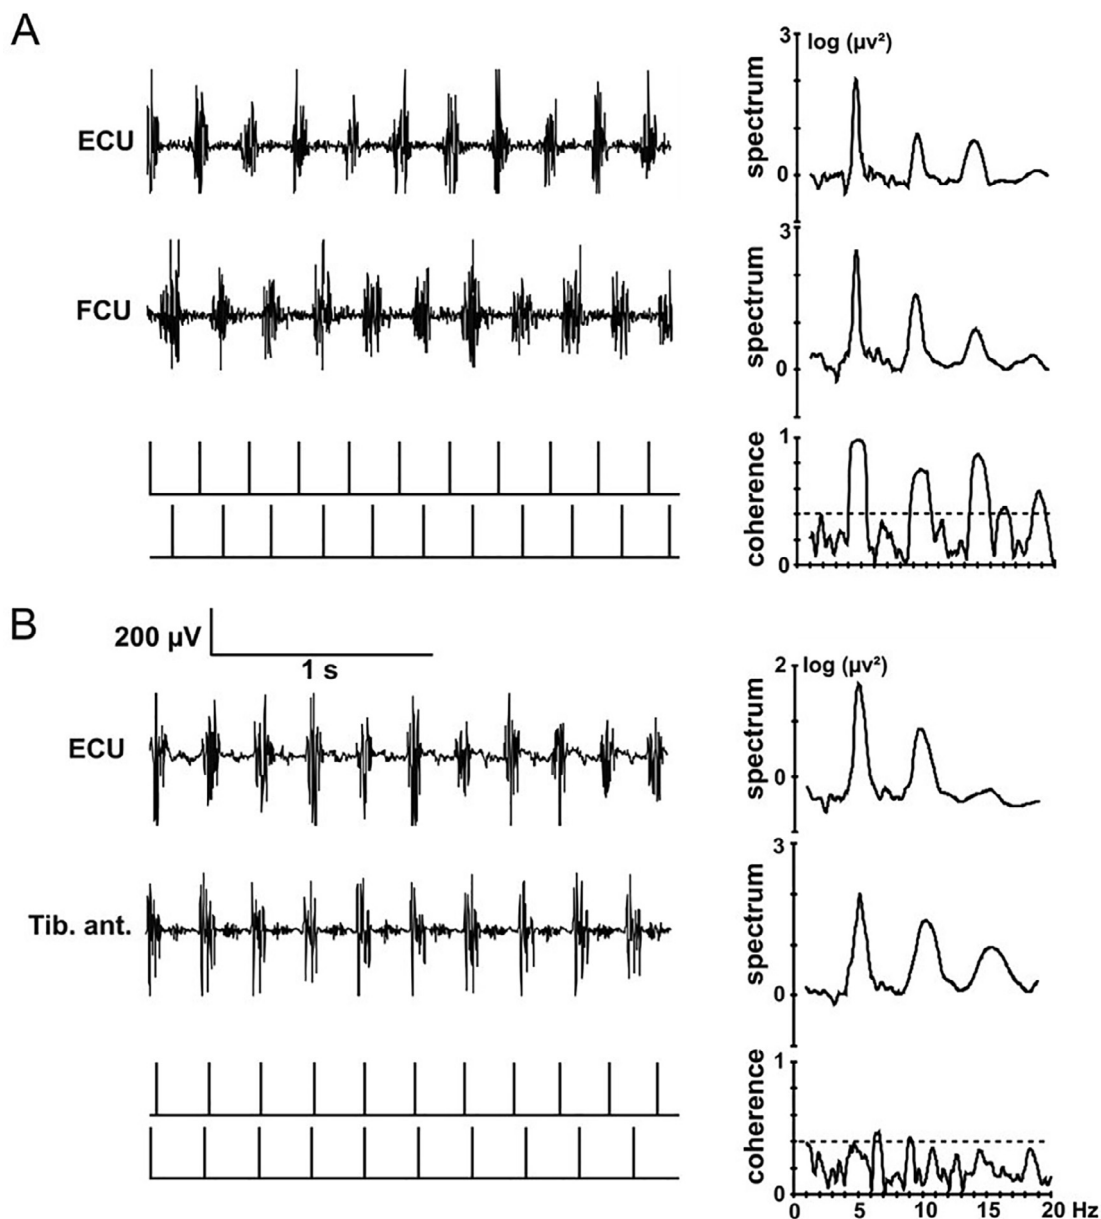 A
3 log (μv²)
spectrum
0
ECU
3
spectrum
0
FCU
1
coherence
0
B
200 μV
1 s
2 log (μv²)
spectrum
0
ECU
3
spectrum
0
Tib. ant.
1
coherence
0
0 5 10 15 20 Hz